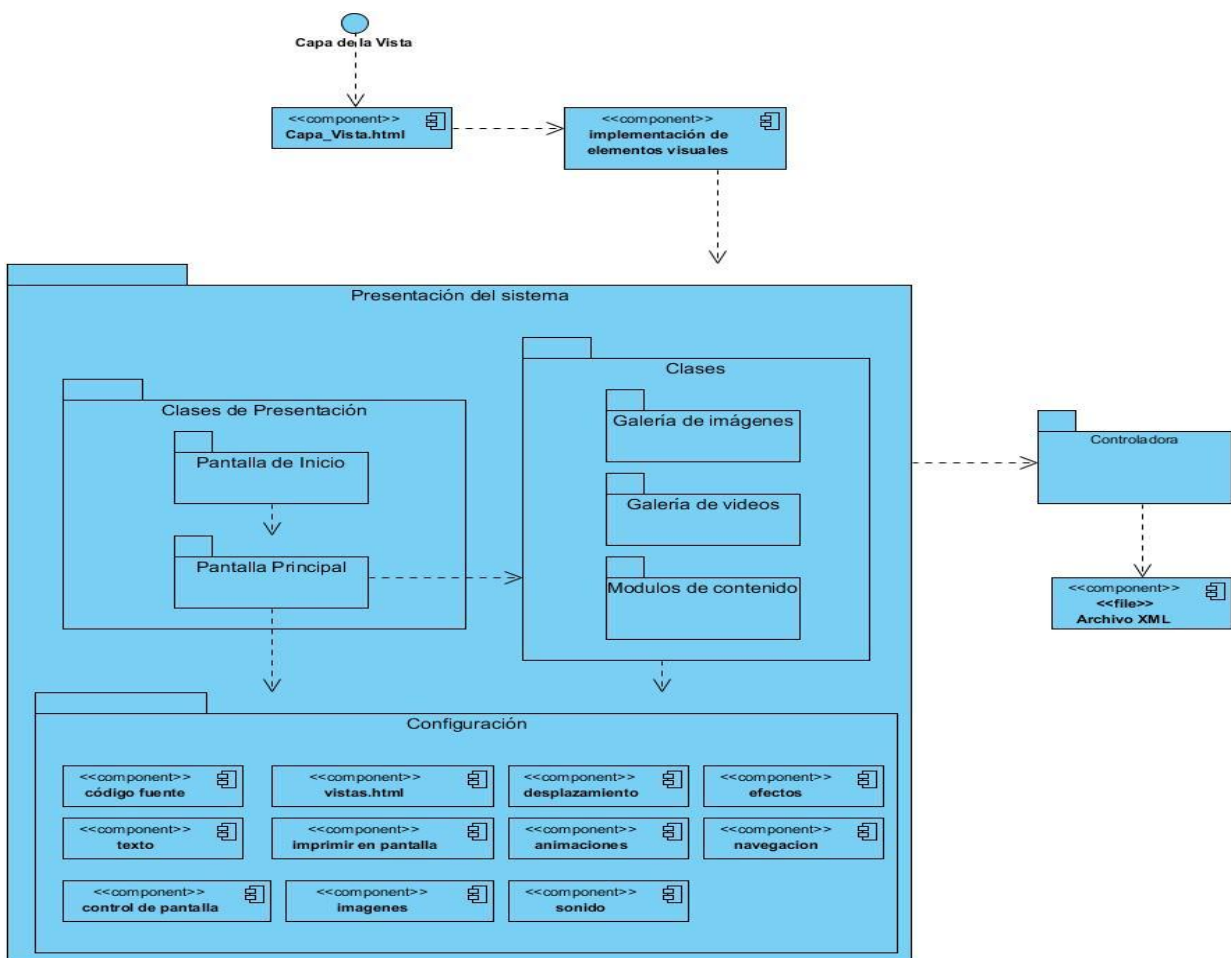 Capa de la Vista
<<component>>
Capa_Vista.html
<<component>>
implementación de
elementos visuales
Presentación del sistema
Clases de Presentación
Pantalla de Inicio
Pantalla Principal
Clases
Galería de imágenes
Galería de videos
Modulos de contenido
Controladora
<<component>>
<<file>>
Archivo XML
Configuración
<<component>>
código fuente
<<component>>
vistas.html
<<component>>
desplazamiento
<<component>>
efectos
<<component>>
texto
<<component>>
imprimir en pantalla
<<component>>
animaciones
<<component>>
navegacion
<<component>>
control de pantalla
<<component>>
imagenes
<<component>>
sonido